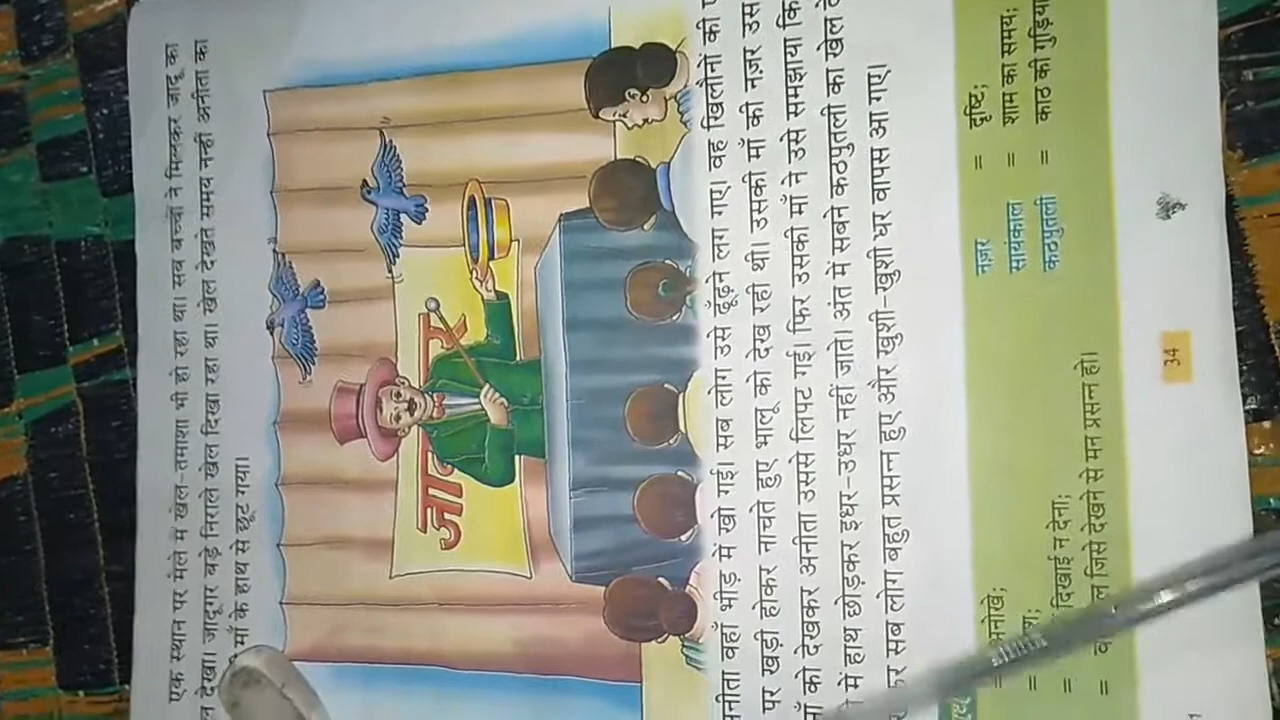 एक स्थान पर मेले में खेल-तमाशा भी हो रहा था। सब बच्चों ने मिलकर जादू का
देखा। जादूगर बड़े निराले खेल दिखा रहा था। खेल देखते समय नन्हीं अनीता का
माँ के हाथ से छूट गया।
जादूगर
अनीता वहाँ भीड़ में खो गई। सब लोग उसे ढूँढ़ने लग गए। वह खिलौनों की
पर खड़ी होकर नाचते हुए भालू को देख रही थी। उसकी माँ की नज़र उस
माँ को देखकर अनीता उससे लिपट गई। फिर उसकी माँ ने उसे समझाया कि
में हाथ छोड़कर इधर-उधर नहीं जाते। अंत में सबने कठपुतली का खेल
सब लोग बहुत प्रसन्न हुए और खुशी-खुशी घर वापस आ गए।
= अनोखे; नज़र = दृष्टि;
= सायंकाल = शाम का समय;
= दिखाई न देना; कठपुतली = काठ की गुड़िया
= जिसे देखने से मन प्रसन्न हो।
34